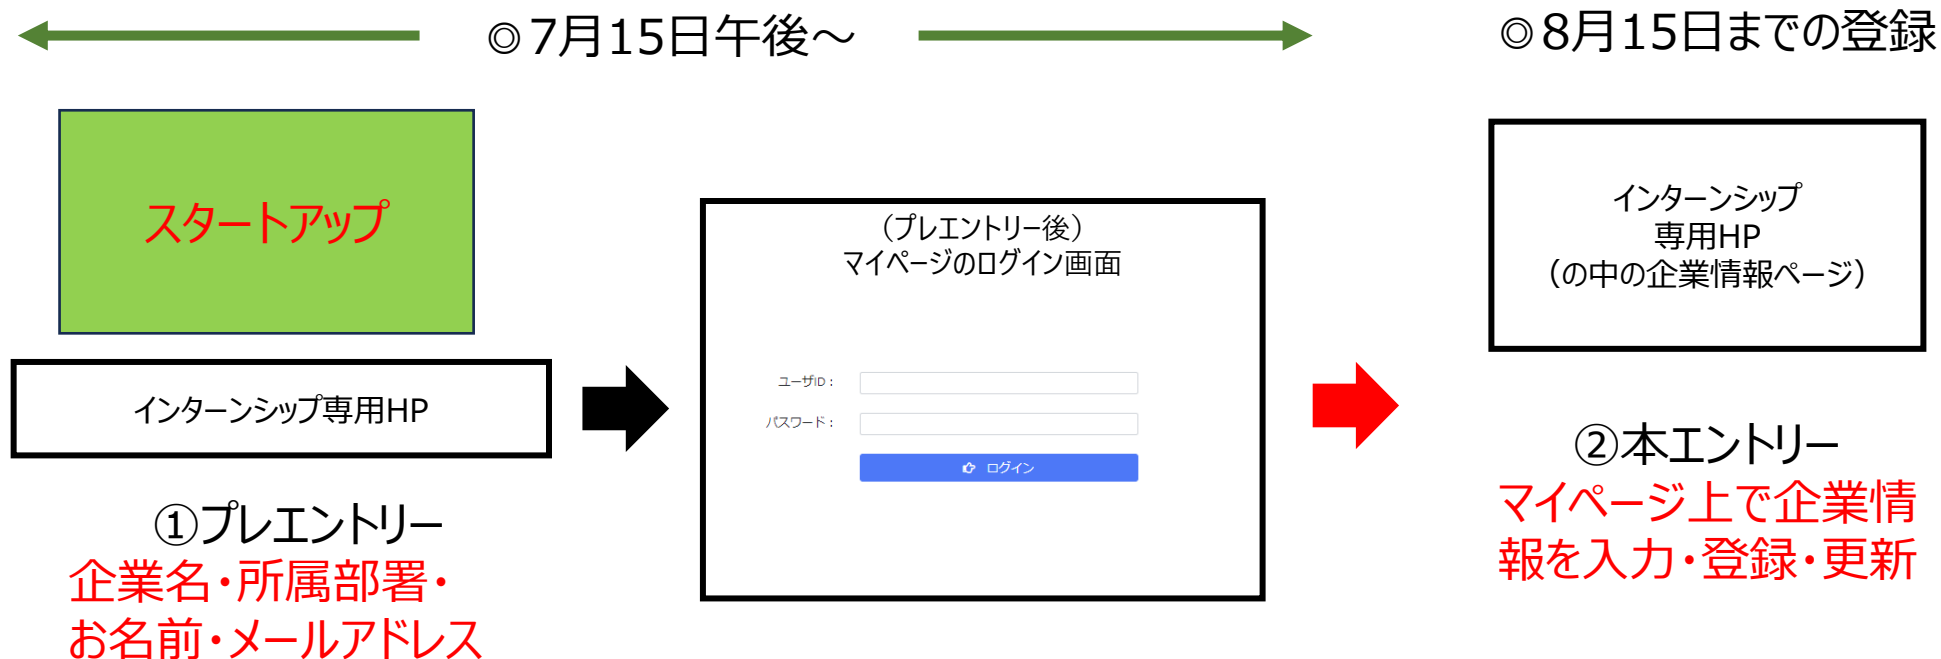 ◎7月15日午後～
◎8月15日までの登録
スタートアップ
インターンシップ専用HP
①プレエントリー
企業名・所属部署・
お名前・メールアドレス
（プレエントリー後）
マイページのログイン画面
ユーザID：
パスワード：
ログイン
インターンシップ
専用HP
（の中の企業情報ページ）
②本エントリー
マイページ上で企業情
報を入力・登録・更新